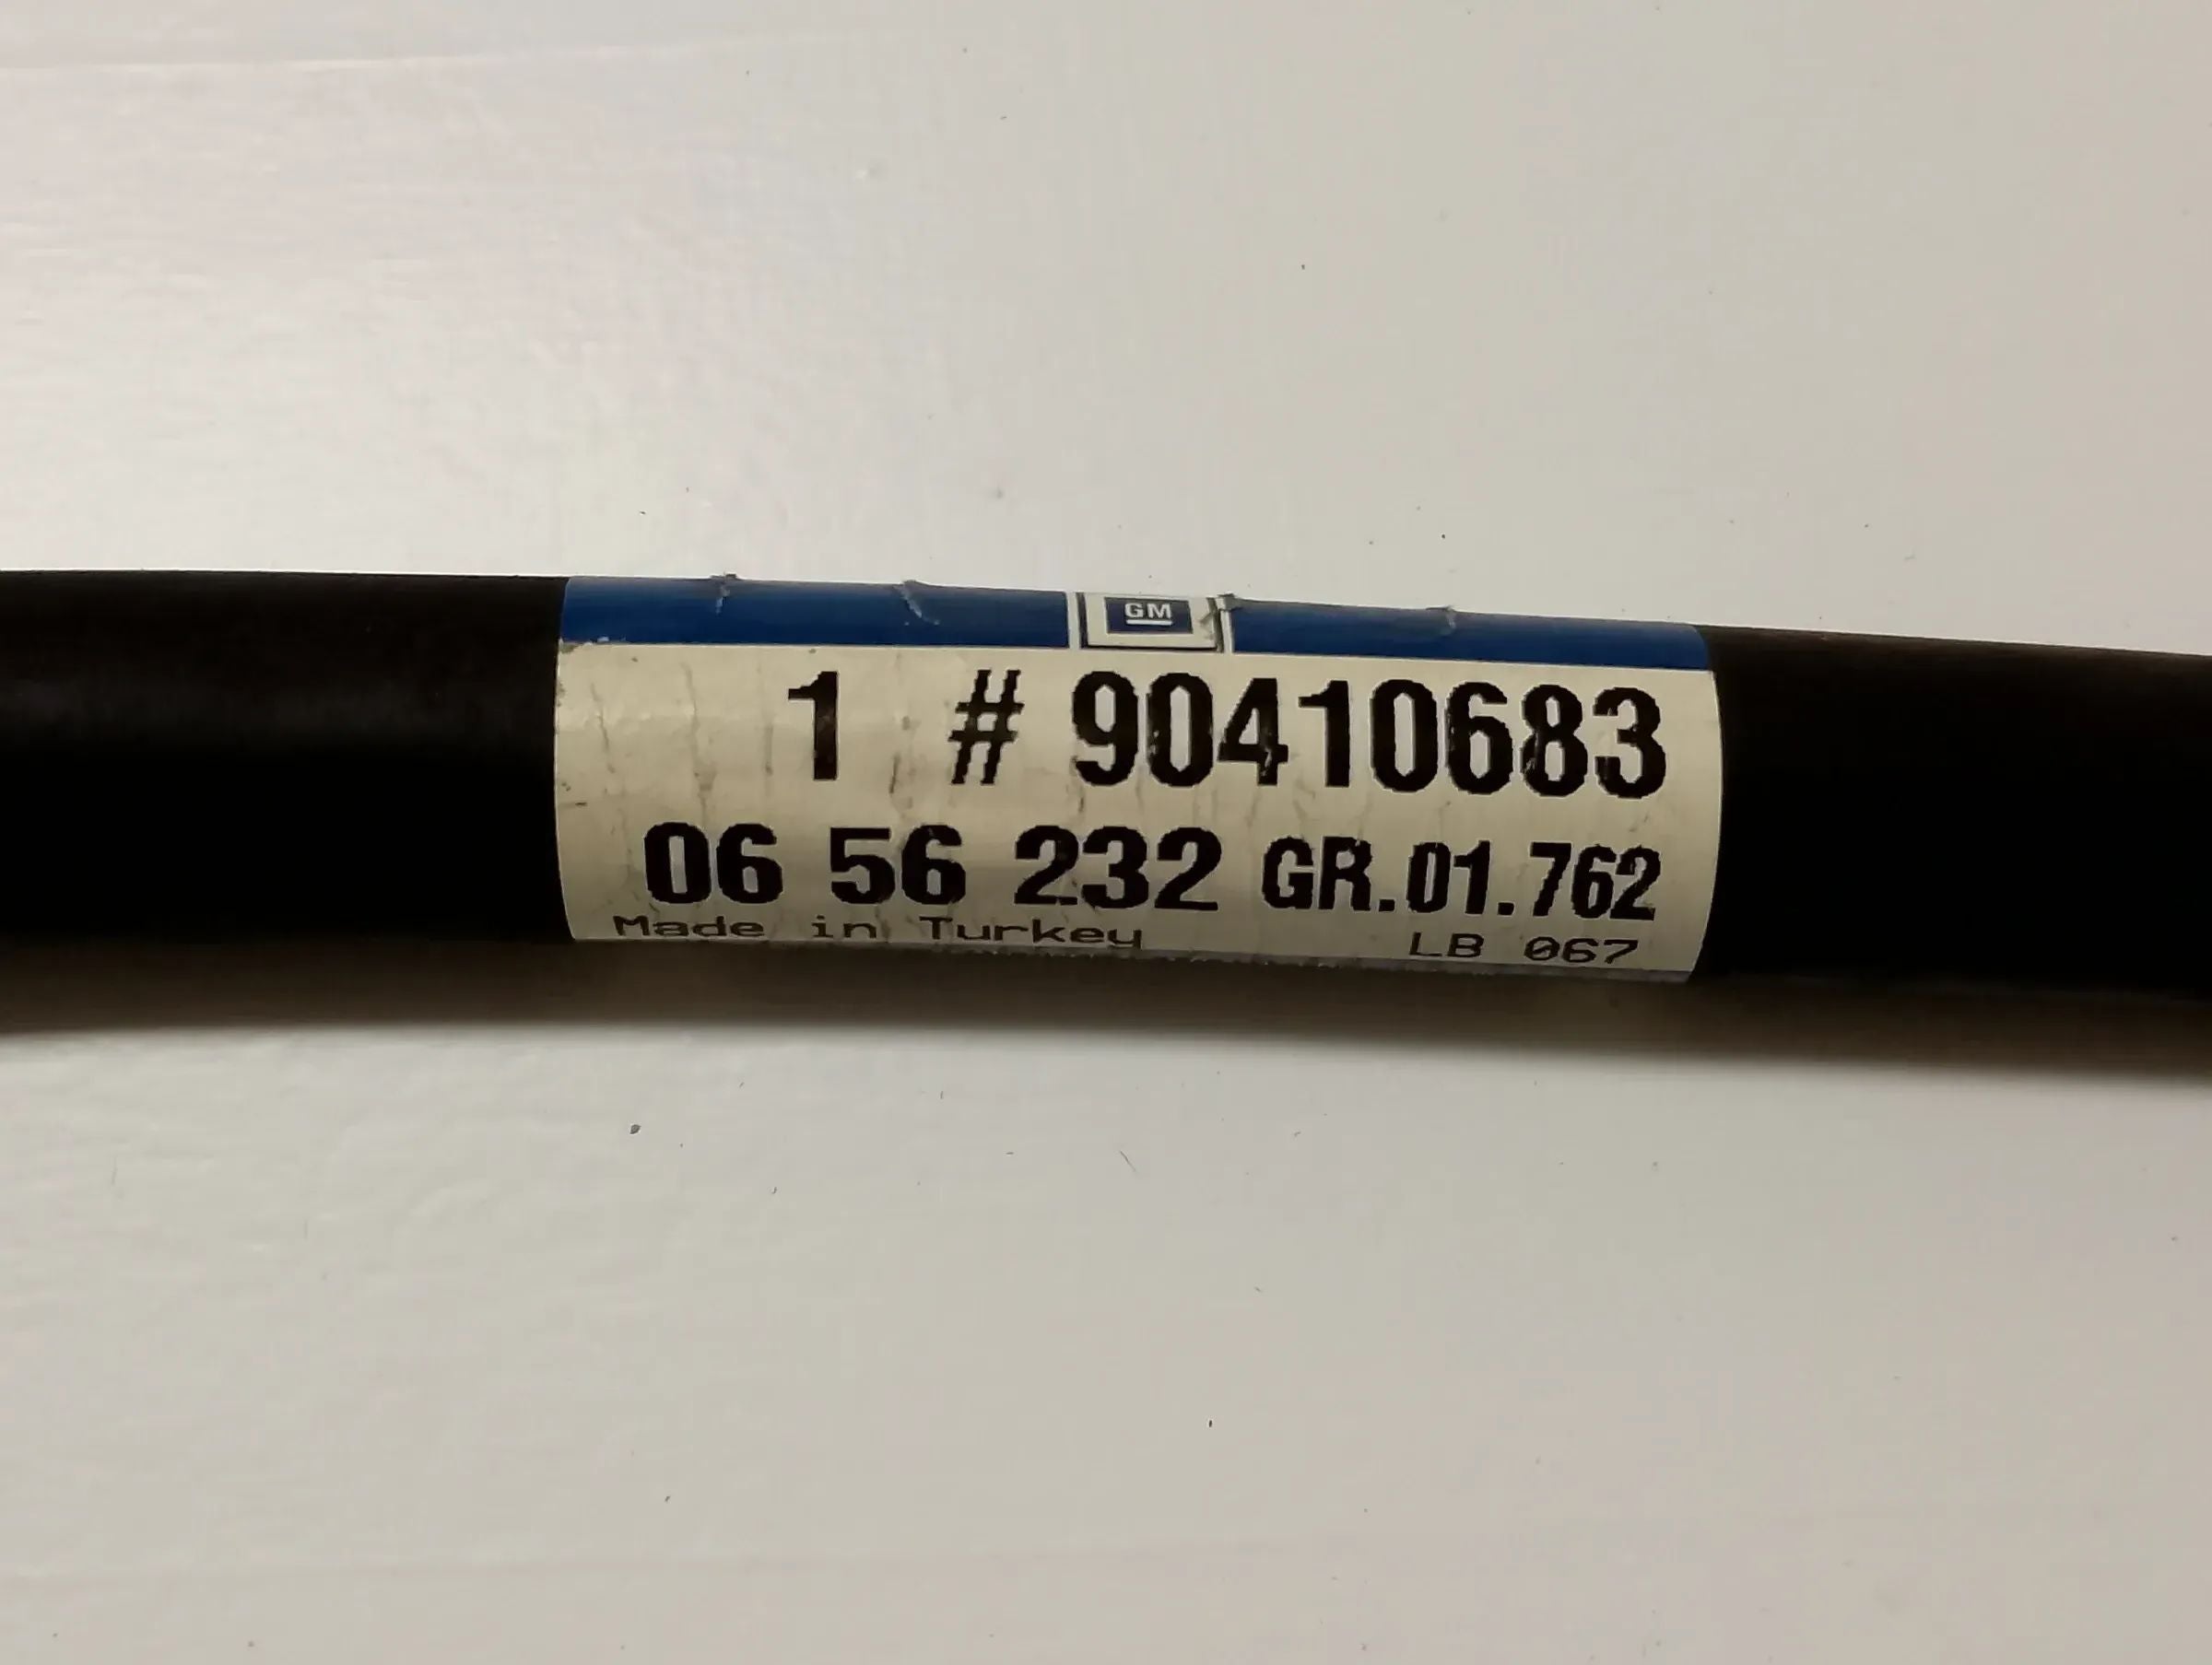 GM
1 # 90410683
06 56 232 GR.01.762
Made in Turkey LB 067